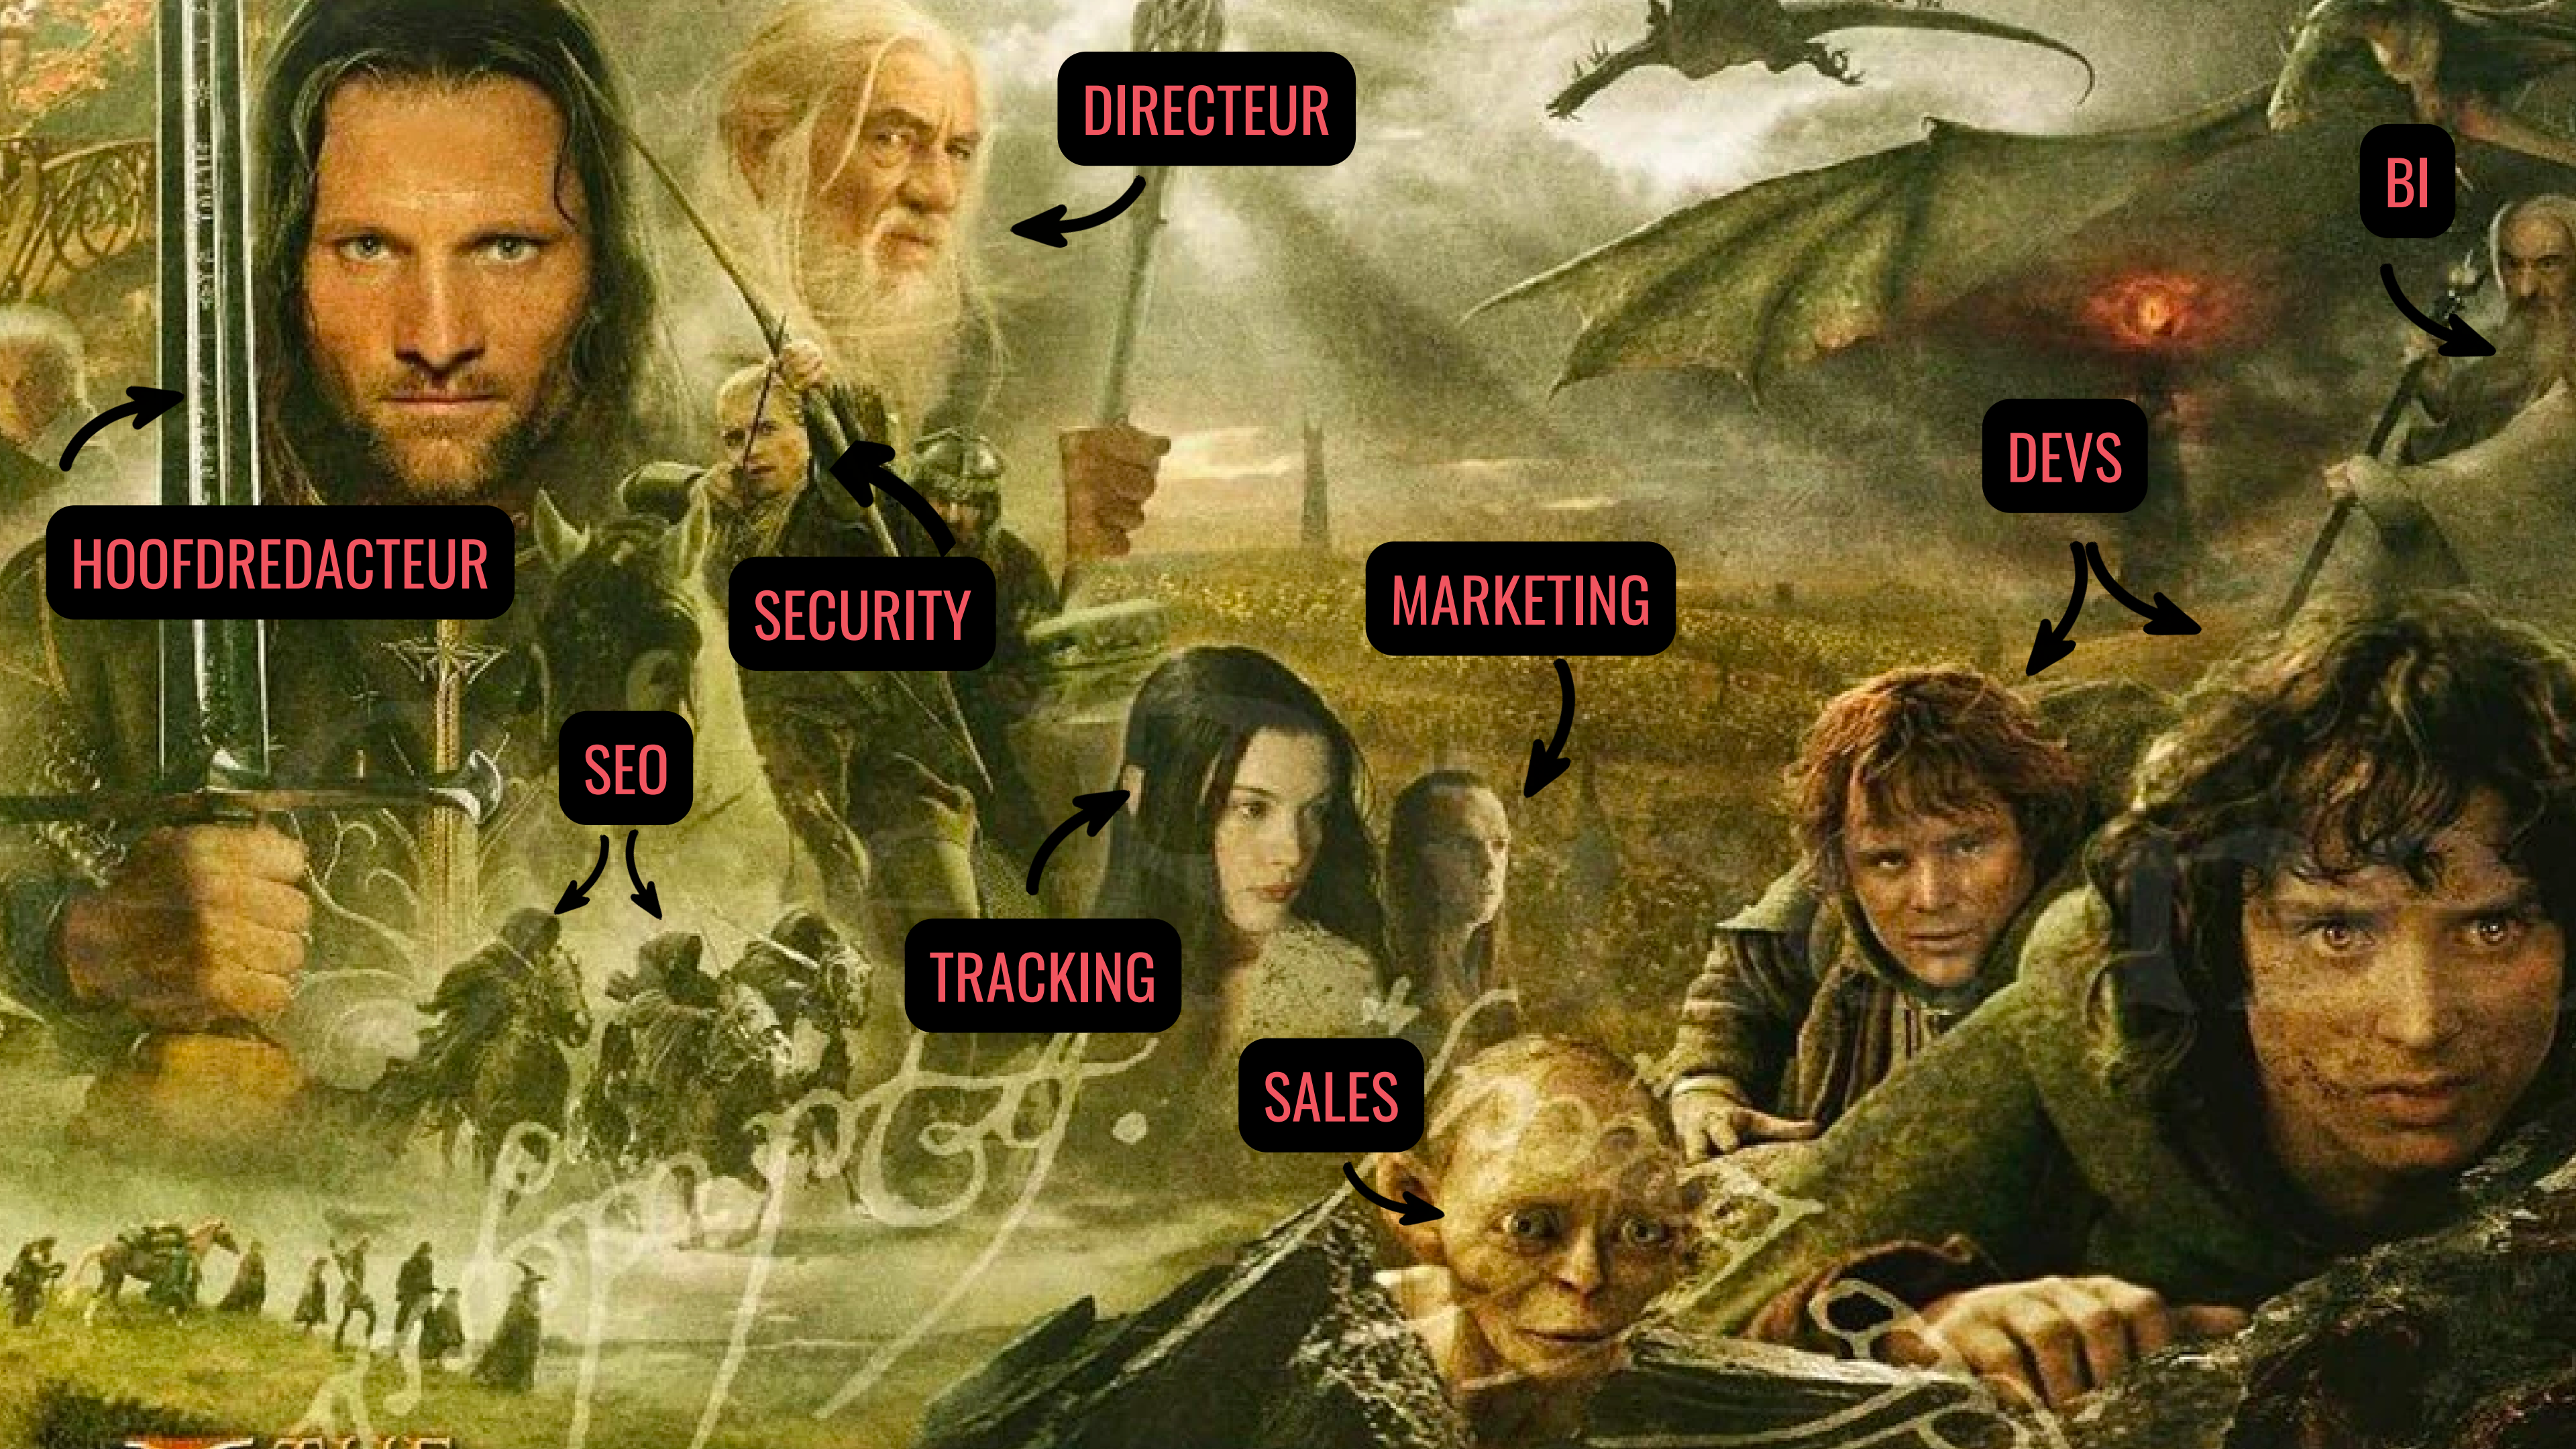 DIRECTEUR
BI
DEVS
HOOFDREDACTEUR
SECURITY
MARKETING
SEO
TRACKING
SALES